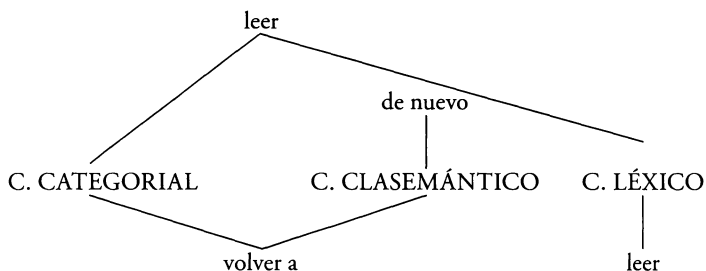 leer
de nuevo
C. CATEGORIAL C. CLASEMÁNTICO C. LÉXICO
volver a leer